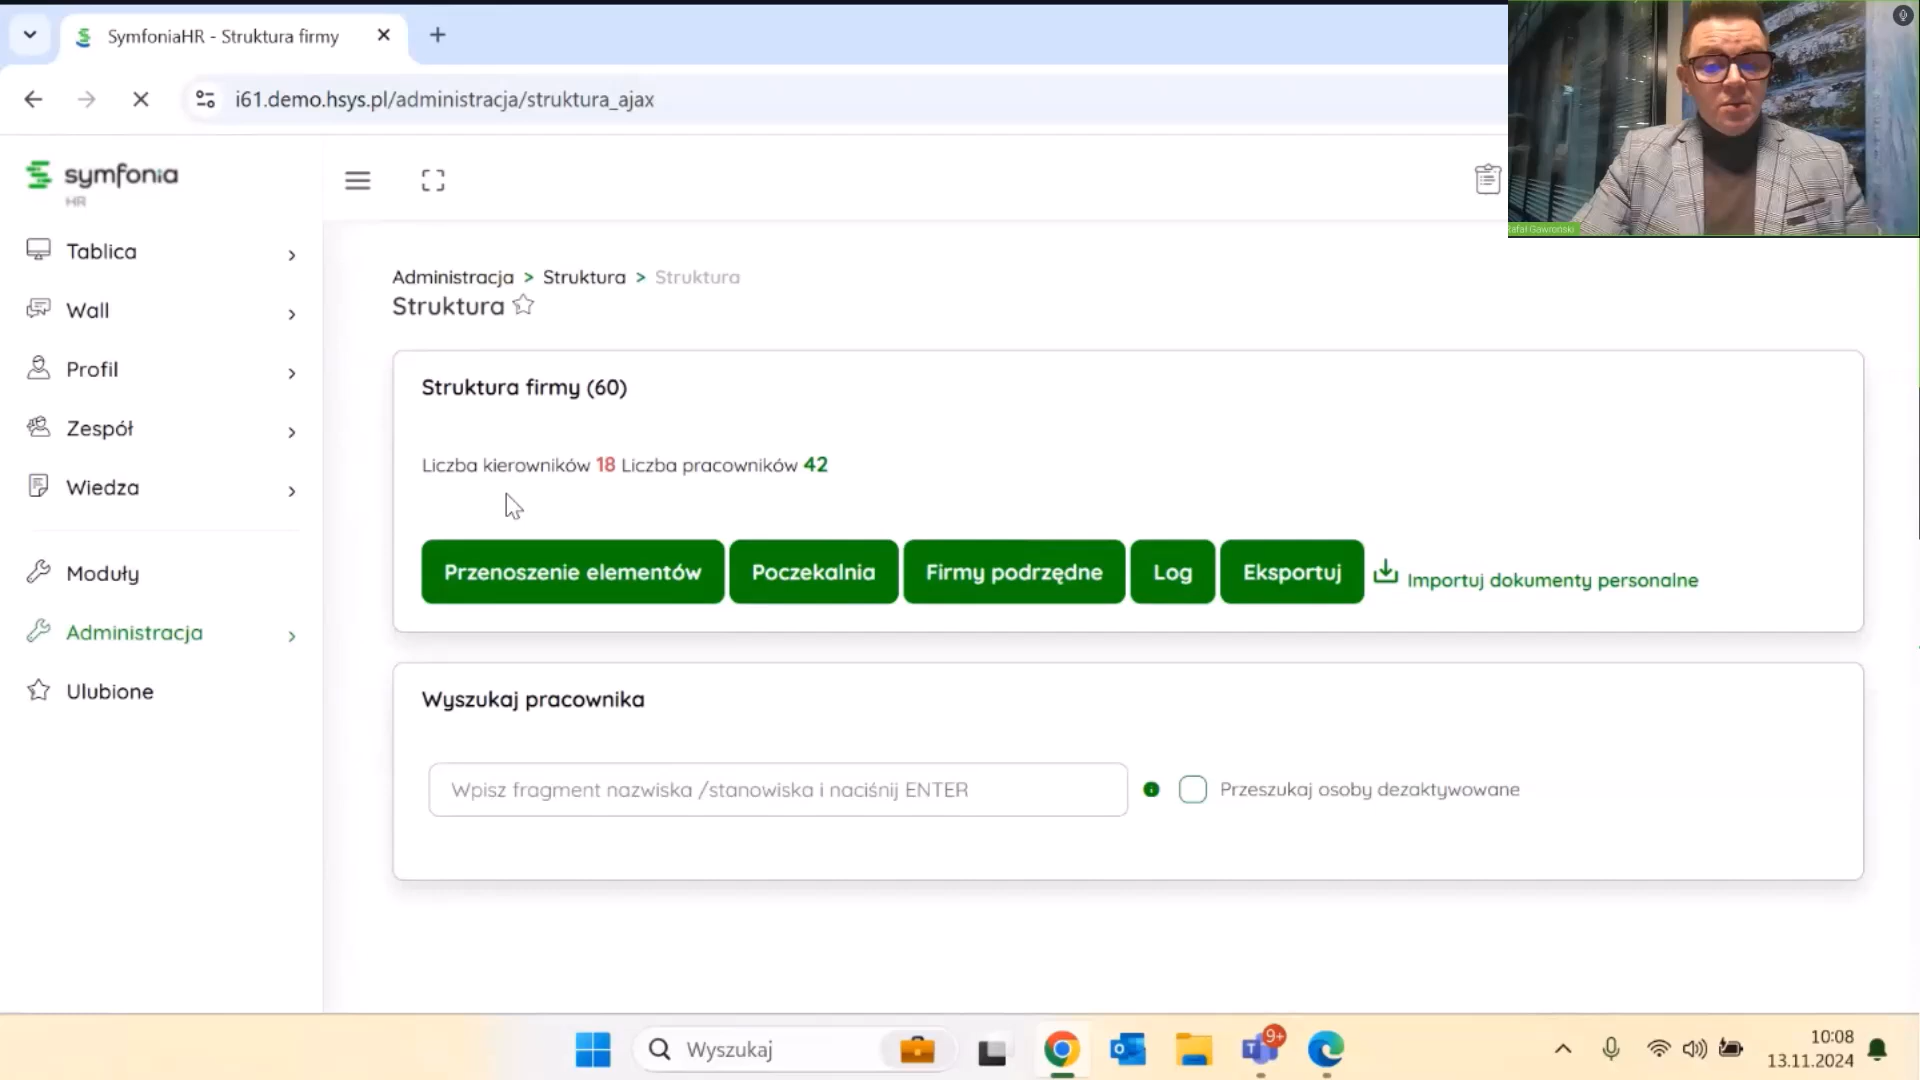 SymfoniaHR - Struktura firmy
i61.demo.hsys.pl/administracja/struktura_ajax
symfonia
HR
Tablica
Wall
Profil
Zespół
Wiedza
Moduły
Administracja
Ulubione
Administracja > Struktura > Struktura
Struktura
Struktura firmy (60)
Liczba kierowników 18 Liczba pracowników 42
Przenoszenie elementów
Poczekalnia
Firmy podrzędne
Log
Eksportuj
Importuj dokumenty personalne
Wyszukaj pracownika
Wpisz fragment nazwiska /stanowiska i naciśnij ENTER
Przeszukaj osoby dezaktywowane
Rafał Gawroński
Wyszukaj
9+
10:08
13.11.2024